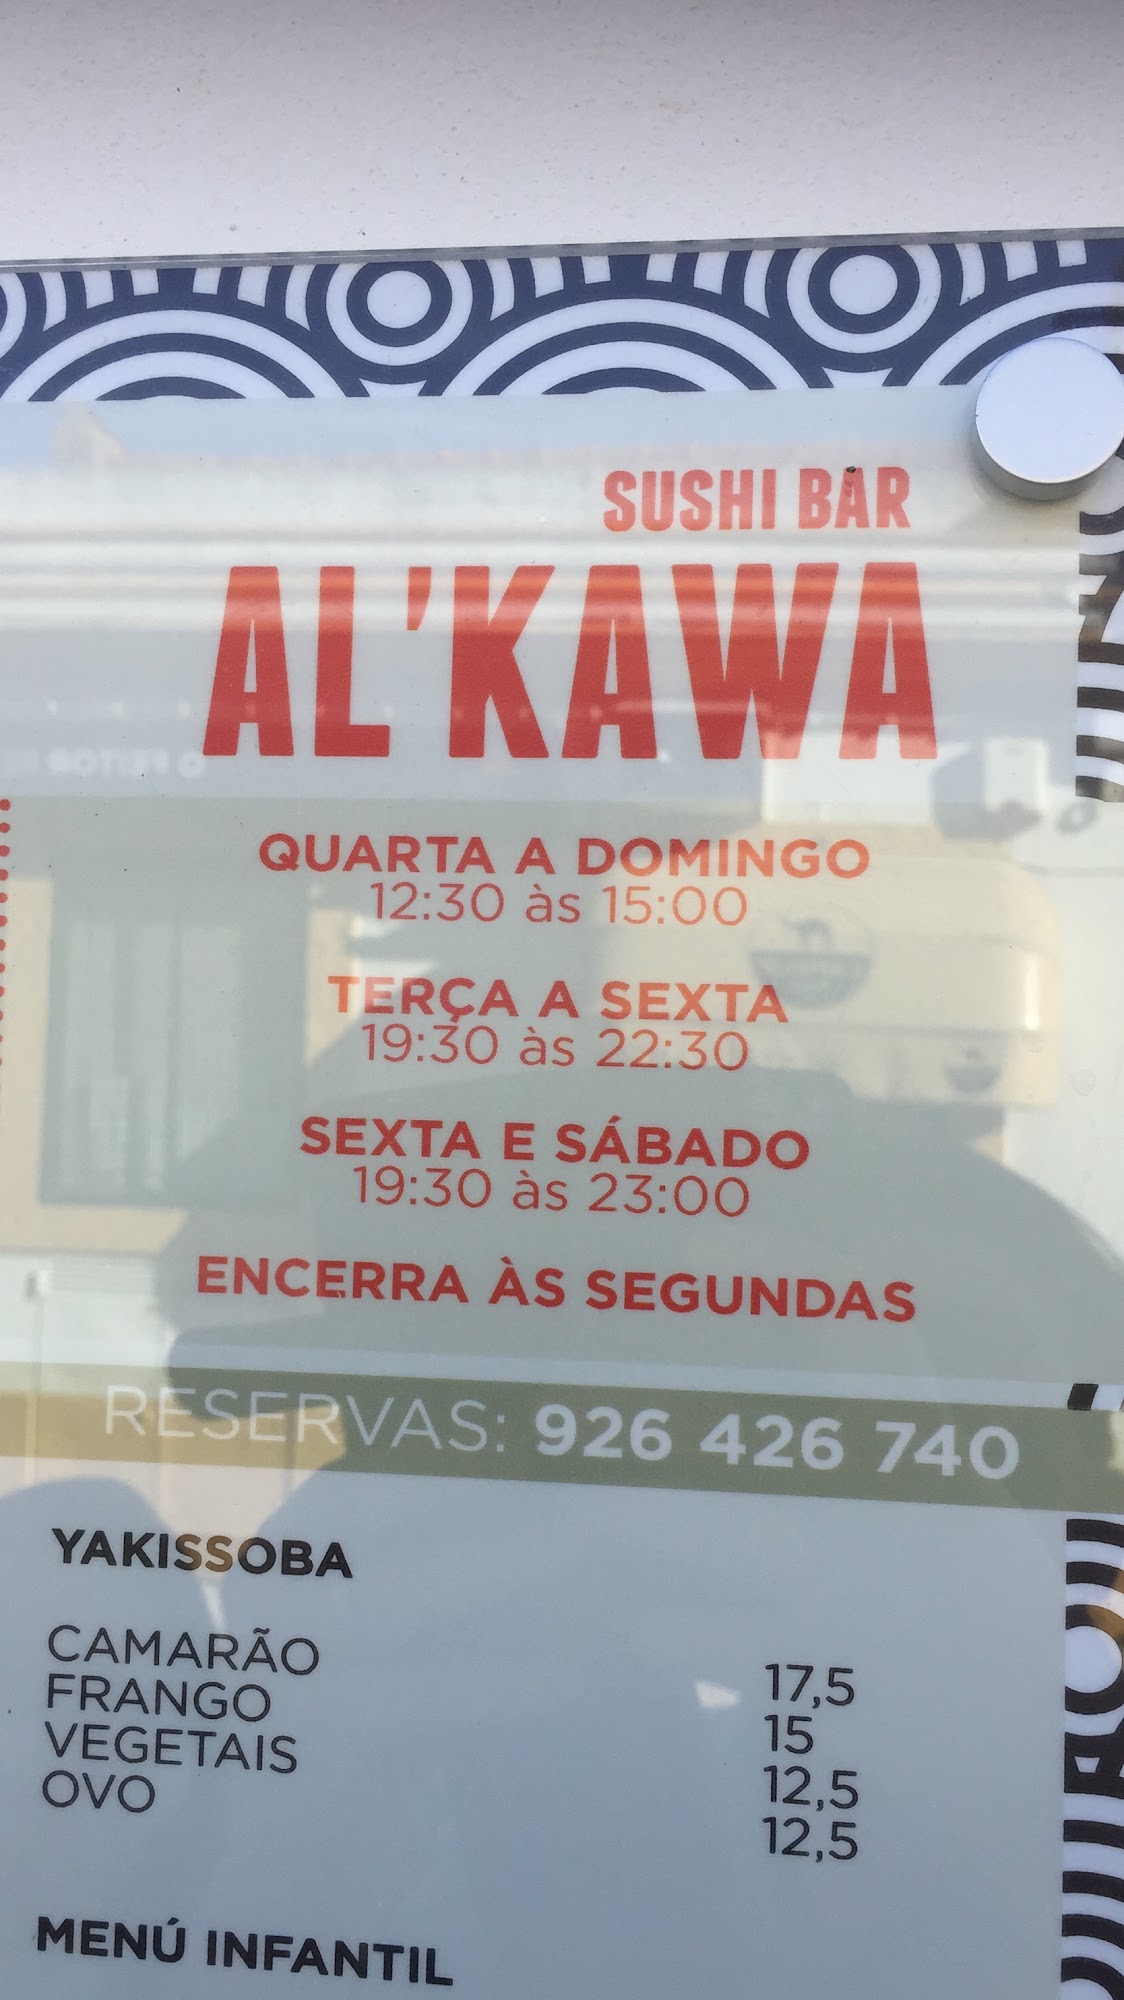 SUSHI BAR
AL'KAWA
QUARTA A DOMINGO
12:30 às 15:00
TERÇA A SEXTA
19:30 às 22:30
SEXTA E SÁBADO
19:30 às 23:00
ENCERRA ÀS SEGUNDAS
RESERVAS: 926 426 740
YAKISSOBA
CAMARÃO 17,5
FRANGO 15
VEGETAIS 12,5
OVO 12,5
MENÚ INFANTIL